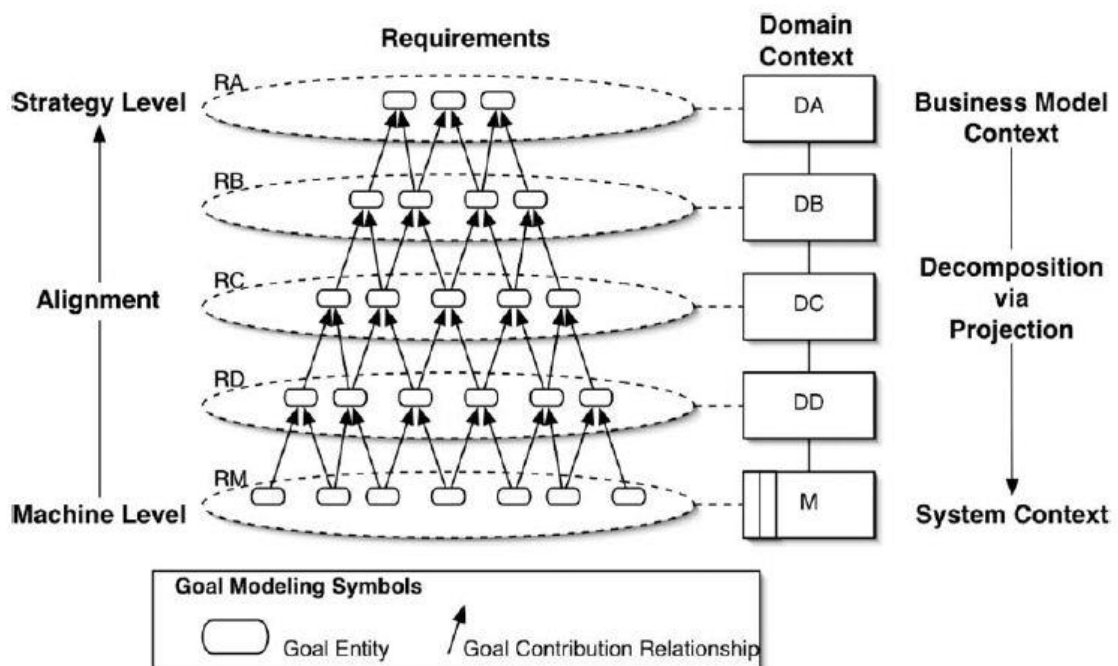 Requirements
Domain
Context
RA
Strategy Level
DA
Business Model
Context
RB
DB
RC
Alignment
DC
Decomposition
via
Projection
RD
DD
RM
Machine Level
M
System Context
Goal Modeling Symbols
Goal Entity
Goal Contribution Relationship